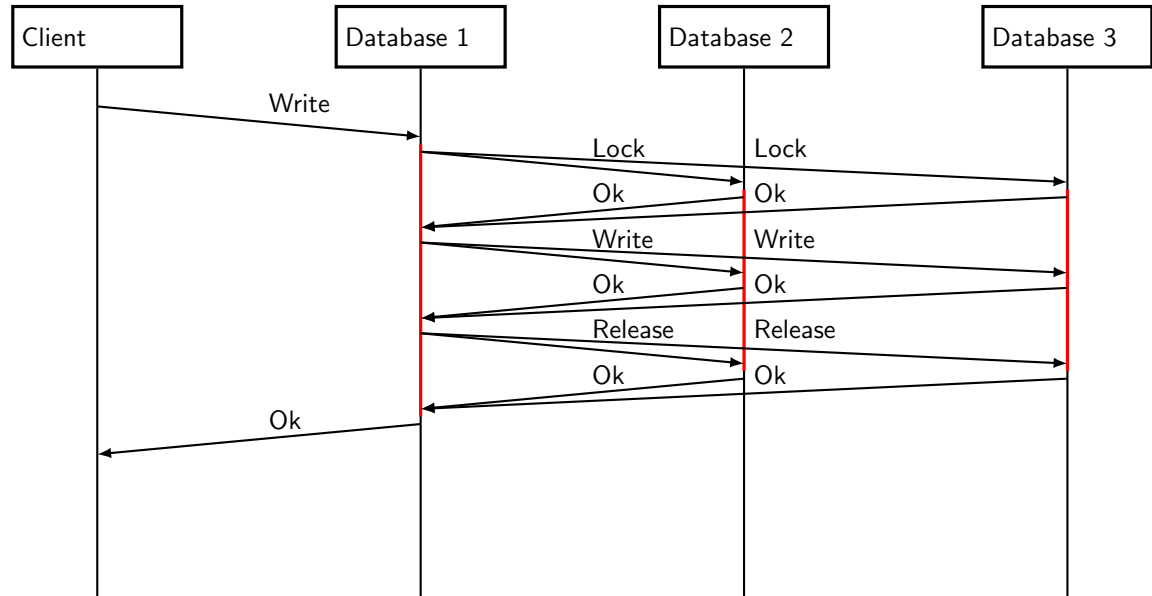 Client
Database 1
Database 2
Database 3
Write
Lock
Lock
Ok
Ok
Write
Write
Ok
Ok
Release
Release
Ok
Ok
Ok